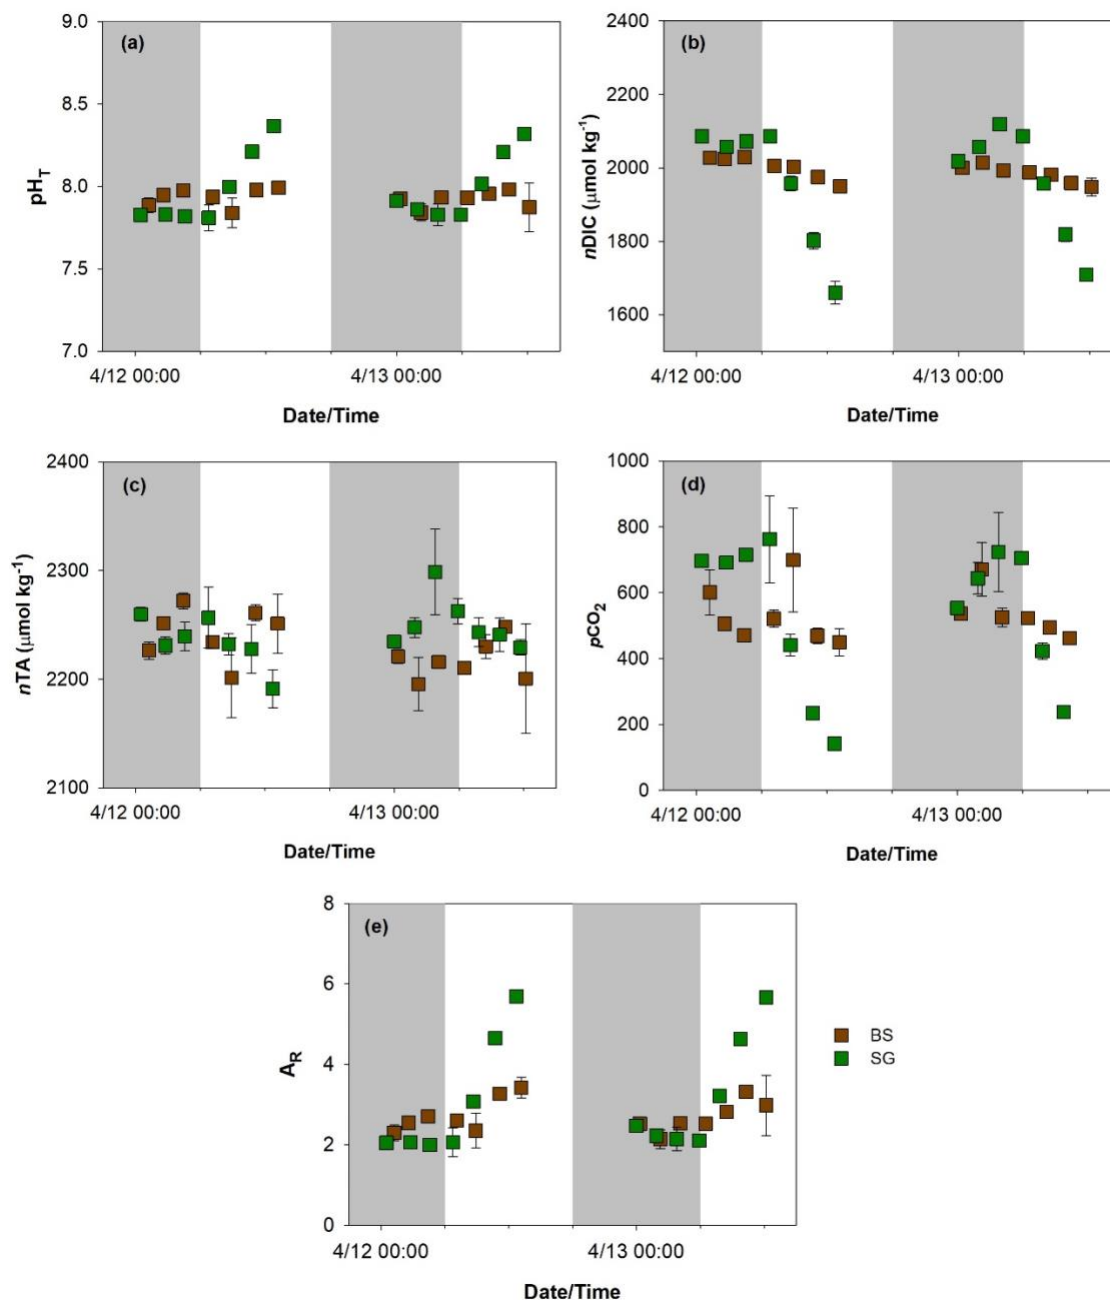 (a)
9.0
8.5
8.0
7.5
7.0
pHT
4/12 00:00
4/13 00:00
Date/Time
(b)
2400
2200
2000
1800
1600
nDIC (μmol kg-1)
4/12 00:00
4/13 00:00
Date/Time
(c)
2400
2300
2200
2100
nTA (μmol kg-1)
4/12 00:00
4/13 00:00
Date/Time
(d)
1000
800
600
400
200
0
pCO2
4/12 00:00
4/13 00:00
Date/Time
(e)
8
6
4
2
0
AR
4/12 00:00
4/13 00:00
Date/Time
BS
SG